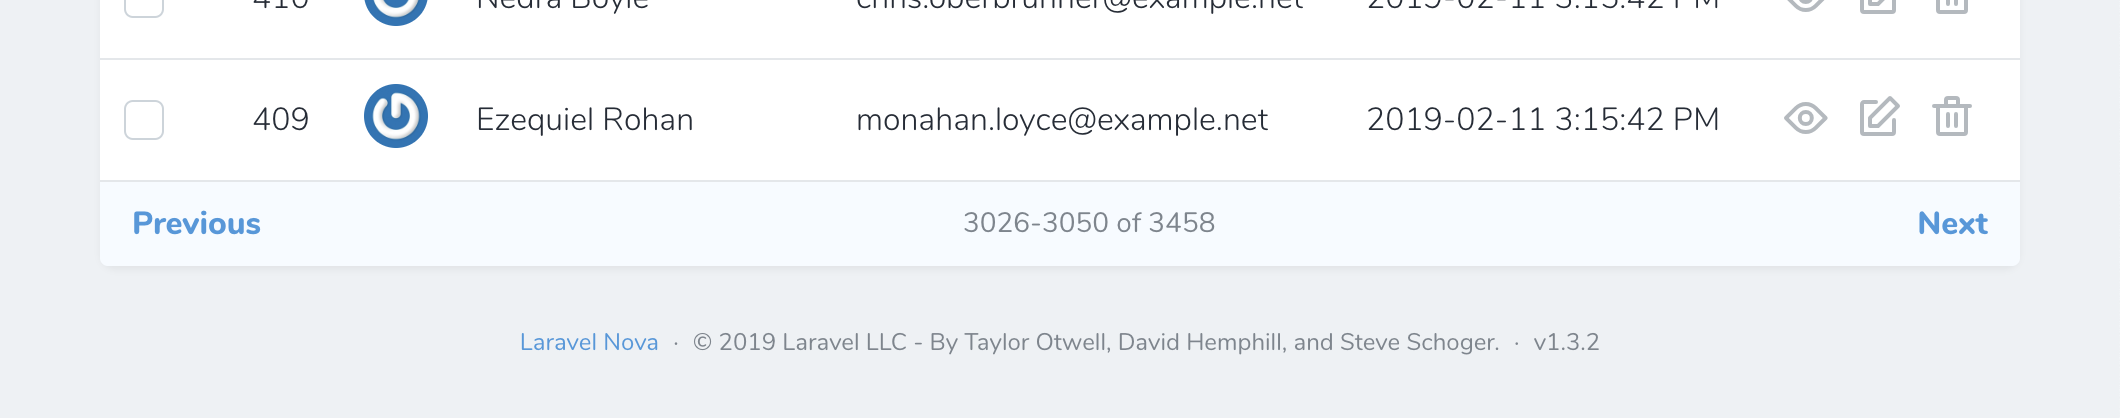 410 Nedra Boyle chris.oberbrunner@example.net 2019-02-11 3:15:42 PM
409 Ezequiel Rohan monahan.loyce@example.net 2019-02-11 3:15:42 PM
Previous 3026-3050 of 3458 Next
Laravel Nova · © 2019 Laravel LLC - By Taylor Otwell, David Hemphill, and Steve Schoger. · v1.3.2